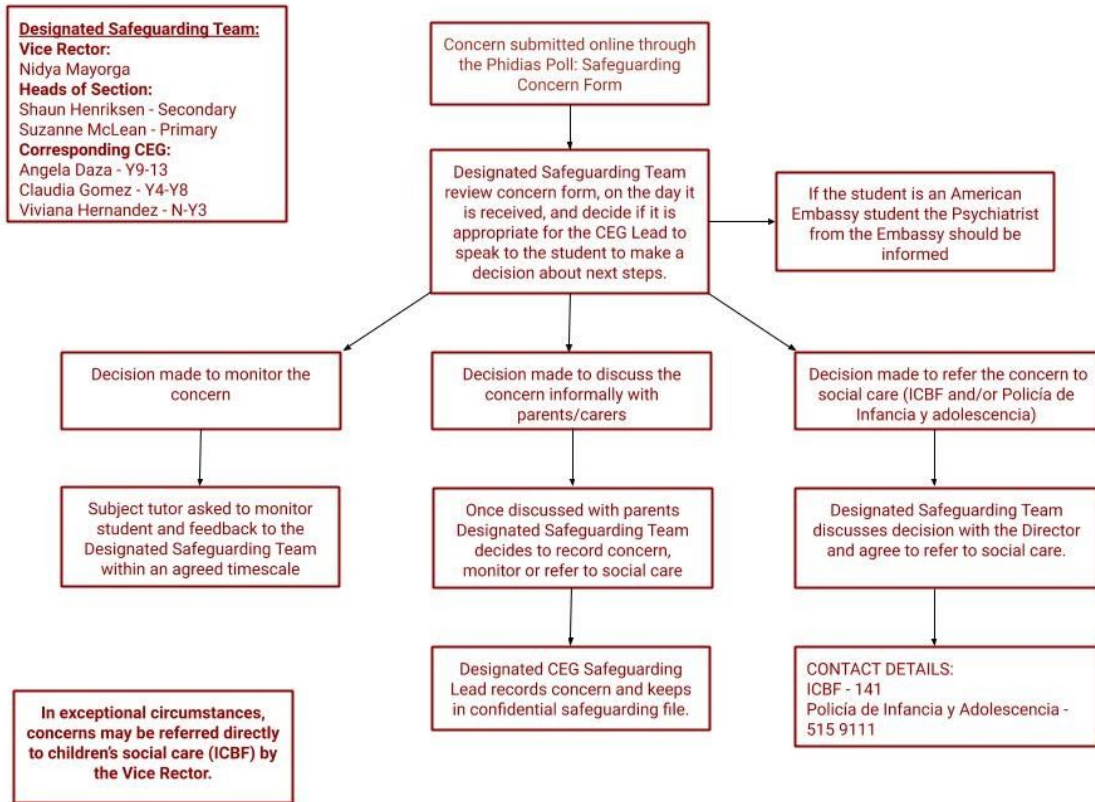 Designated Safeguarding Team:
Vice Rector:
Nidya Mayorga
Heads of Section:
Shaun Henriksen - Secondary
Suzanne McLean - Primary
Corresponding CEG:
Angela Daza - Y9-13
Claudia Gomez - Y4-Y8
Viviana Hernandez - N-Y3
Concern submitted online through
the Phidias Poll: Safeguarding
Concern Form
Designated Safeguarding Team
review concern form, on the day it
is received, and decide if it is
appropriate for the CEG Lead to
speak to the student to make a
decision about next steps.
If the student is an American
Embassy student the Psychiatrist
from the Embassy should be
informed
Decision made to monitor the
concern
Decision made to discuss the
concern informally with
parents/carers
Decision made to refer the concern to
social care (ICBF and/or Policía de
Infancia y adolescencia)
Subject tutor asked to monitor
student and feedback to the
Designated Safeguarding Team
within an agreed timescale
Once discussed with parents
Designated Safeguarding Team
decides to record concern,
monitor or refer to social care
Designated Safeguarding Team
discusses decision with the Director
and agree to refer to social care.
Designated CEG Safeguarding
Lead records concern and keeps
in confidential safeguarding file.
CONTACT DETAILS:
ICBF - 141
Policía de Infancia y Adolescencia -
515 9111
In exceptional circumstances,
concerns may be referred directly
to children's social care (ICBF) by
the Vice Rector.